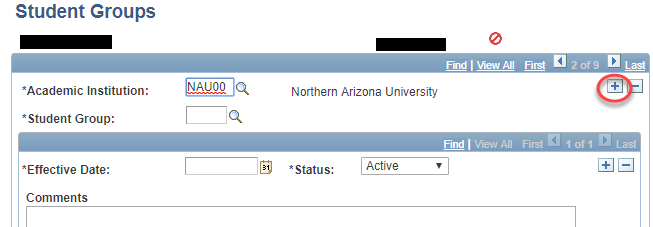 Student Groups
Find | View All First 2 of 9 Last
*Academic Institution: NAU00 Northern Arizona University
*Student Group:
Find | View All First 1 of 1 Last
*Effective Date: 31 *Status: Active
Comments